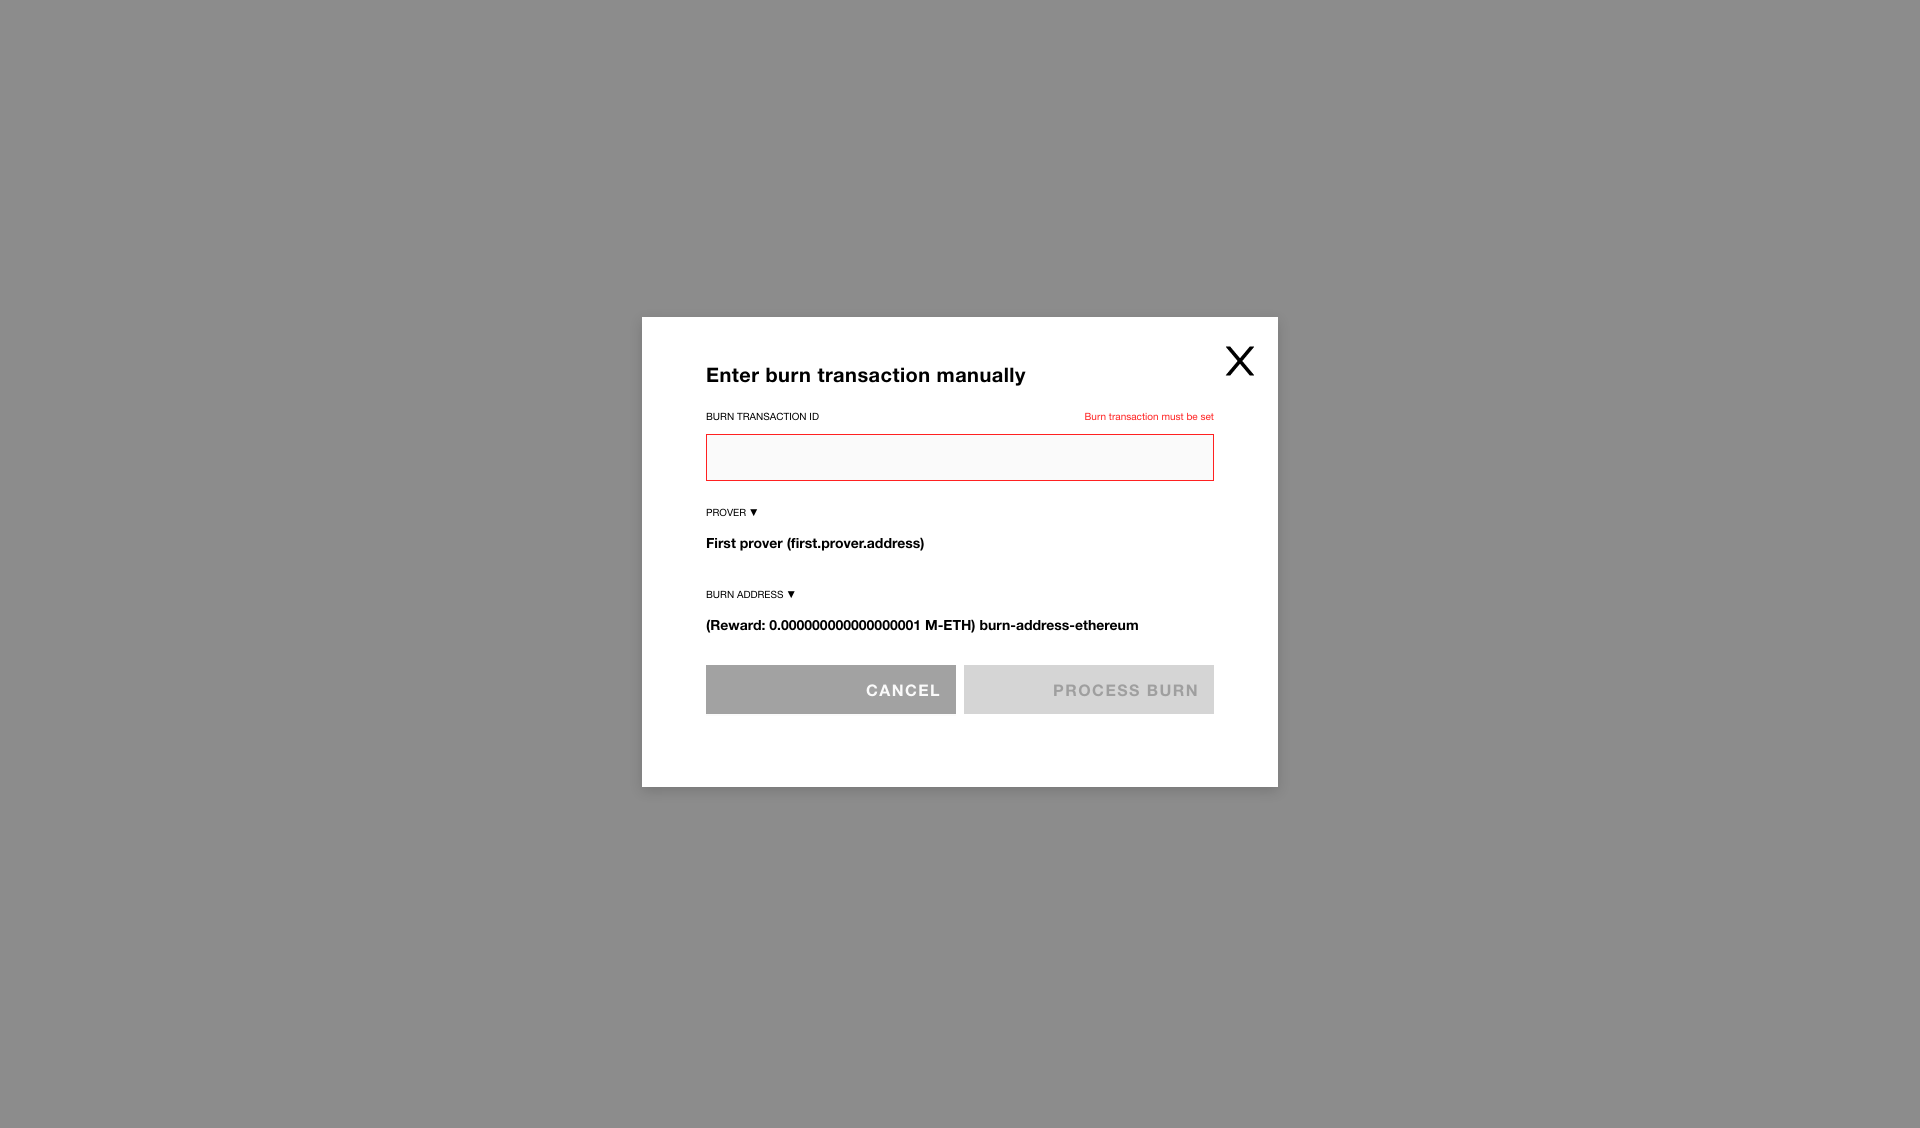 Enter burn transaction manually
BURN TRANSACTION ID Burn transaction must be set
PROVER ▼
First prover (first.prover.address)
BURN ADDRESS ▼
(Reward: 0.000000000000000001 M-ETH) burn-address-ethereum
CANCEL PROCESS BURN